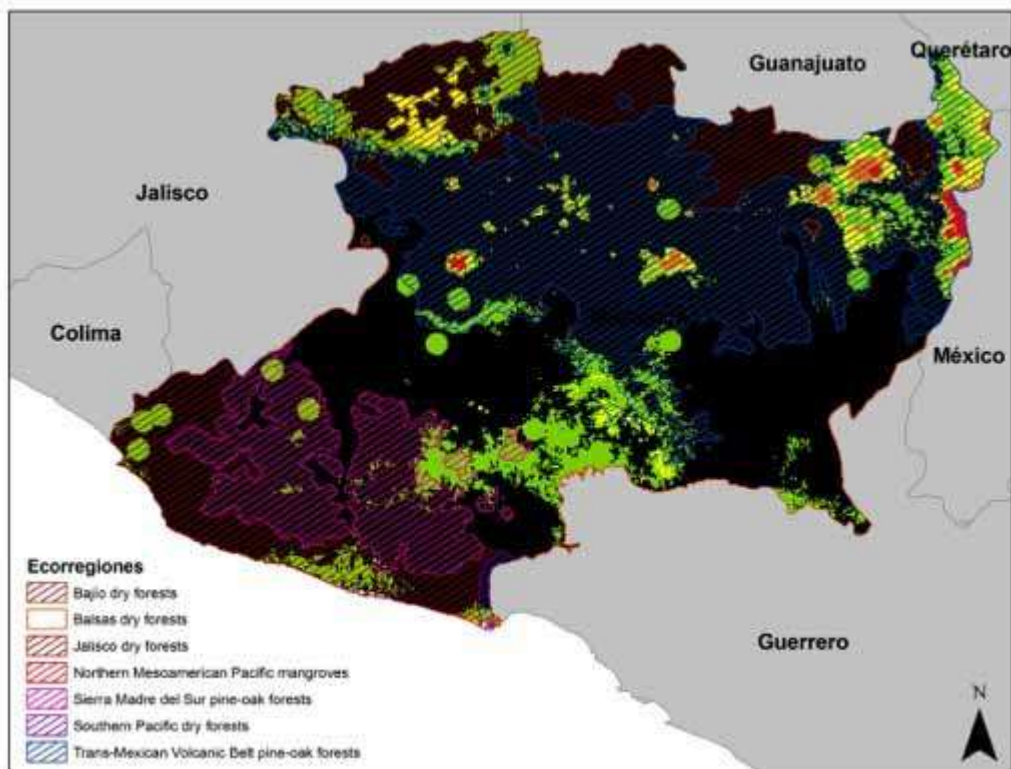 Guanajuato
Querétaro
Jalisco
Colima
México
Guerrero
N
Ecorregiones
Bajío dry forests
Balsas dry forests
Jalisco dry forests
Northern Mesoamerican Pacific mangroves
Sierra Madre del Sur pine-oak forests
Southern Pacific dry forests
Trans-Mexican Volcanic Belt pine-oak forests